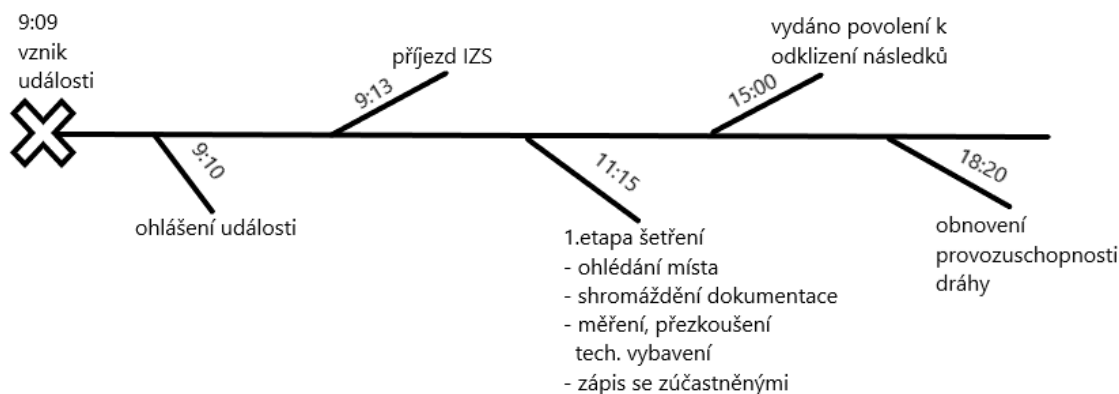 9:09
vznik
události
9:10
ohlášení události
9:13
příjezd IZS
11:15
1.etapa šetření
- ohlédání místa
- shromáždění dokumentace
- měření, přezkoušení
tech. vybavení
- zápis se zúčastněnými
15:00
vydáno povolení k
odklizení následků
18:20
obnovení
provozuschopnosti
dráhy